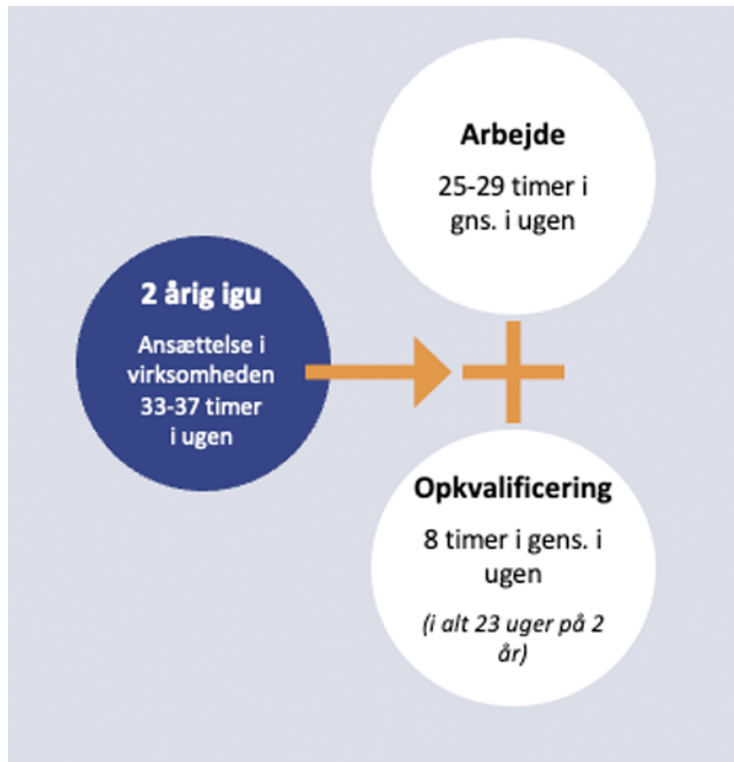 2 årig igu
Ansættelse i
virksomheden
33-37 timer
i ugen
Arbejde
25-29 timer i
gns. i ugen
Opkvalificering
8 timer i gens. i
ugen
(i alt 23 uger på 2
år)